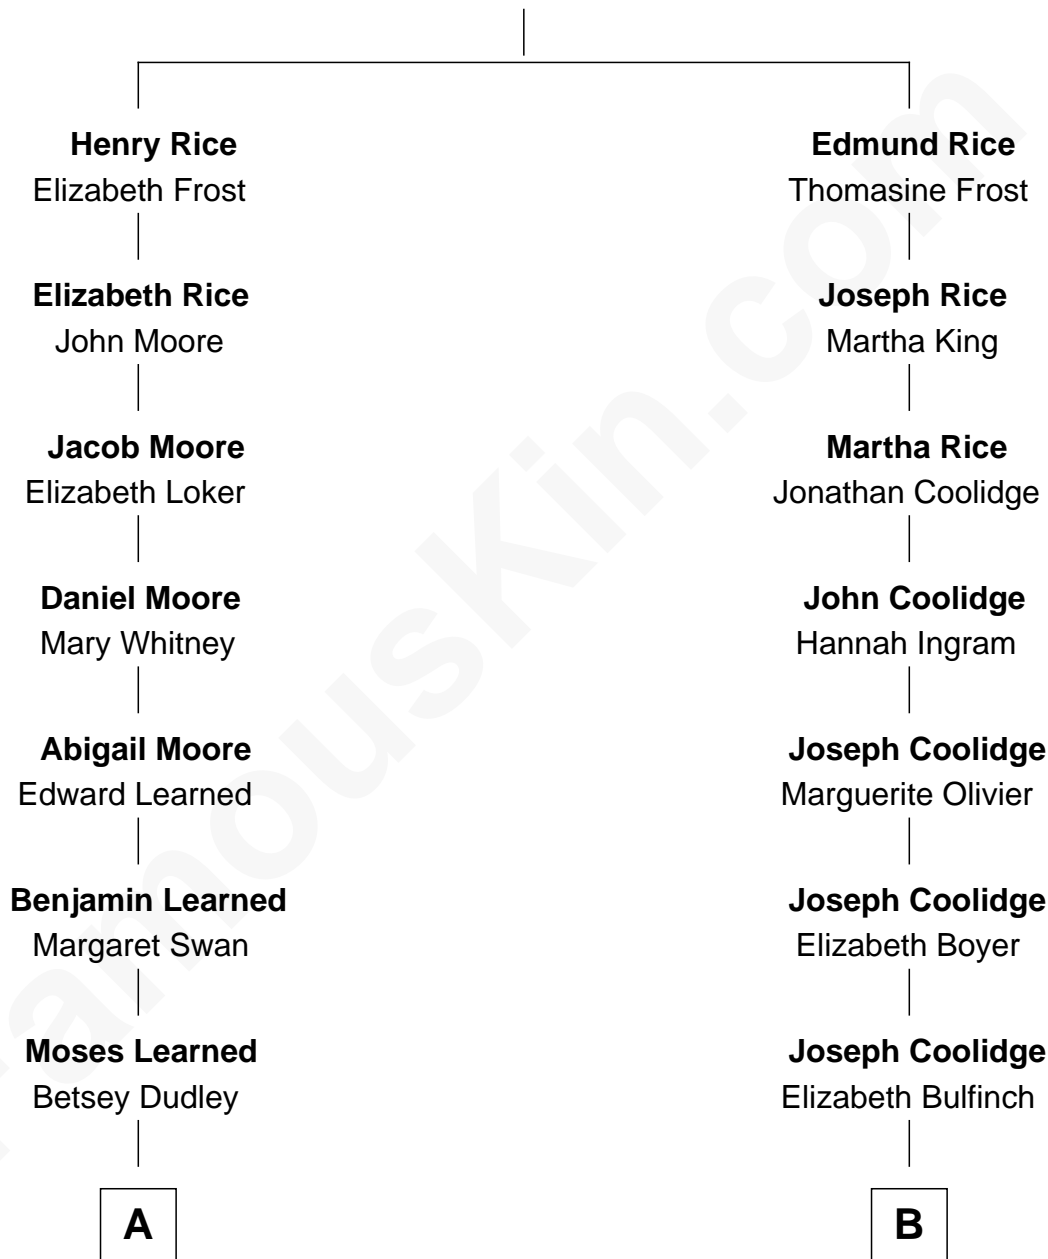 Henry Rice
Elizabeth Frost
Elizabeth Rice
John Moore
Jacob Moore
Elizabeth Loker
Daniel Moore
Mary Whitney
Abigail Moore
Edward Learned
Benjamin Learned
Margaret Swan
Moses Learned
Betsey Dudley
A
Edmund Rice
Thomasine Frost
Joseph Rice
Martha King
Martha Rice
Jonathan Coolidge
John Coolidge
Hannah Ingram
Joseph Coolidge
Marguerite Olivier
Joseph Coolidge
Elizabeth Boyer
Joseph Coolidge
Elizabeth Bulfinch
B
FamousKin.com